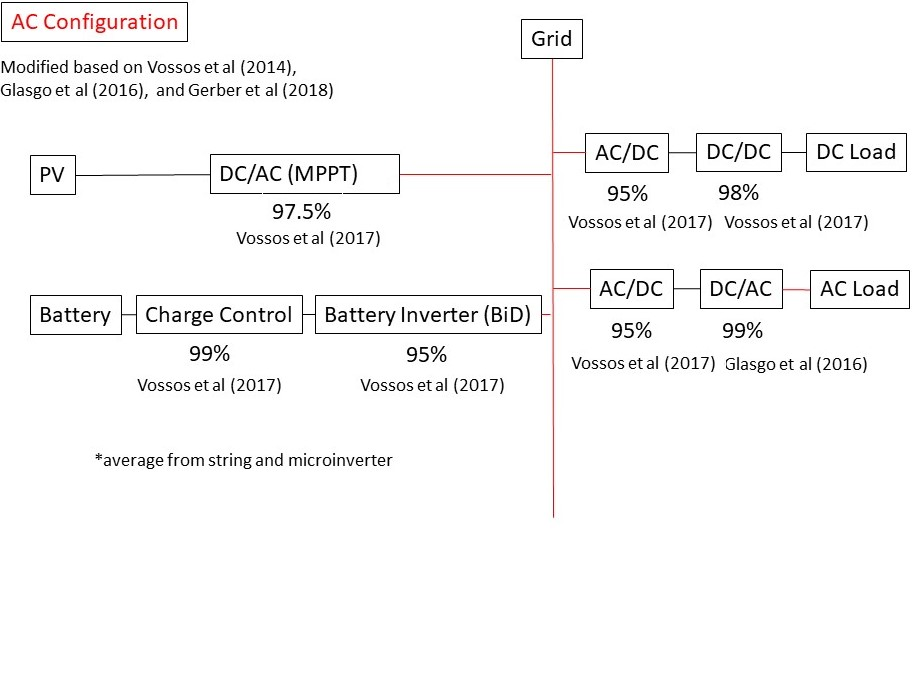 AC Configuration
Modified based on Vossos et al (2014),
Glasgo et al (2016), and Gerber et al (2018)
Grid
PV
DC/AC (MPPT)
97.5%
Vossos et al (2017)
AC/DC
DC/DC
DC Load
95%
98%
Vossos et al (2017)
Vossos et al (2017)
Battery
Charge Control
Battery Inverter (BiD)
99%
95%
Vossos et al (2017)
Vossos et al (2017)
AC/DC
DC/AC
AC Load
95%
99%
Vossos et al (2017)
Glasgo et al (2016)
*average from string and microinverter